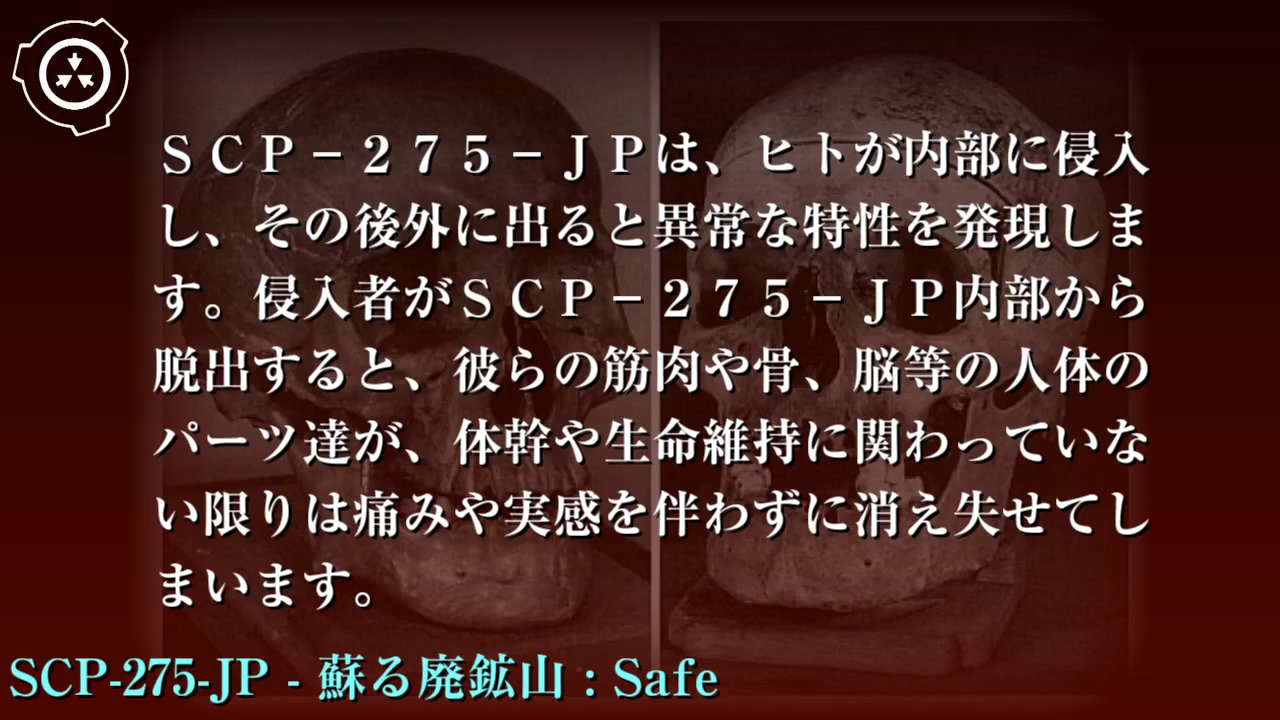 ＳＣＰ－２７５－ＪＰは、ヒトが内部に侵入
し、その後外に出ると異常な特性を発現しま
す。侵入者がＳＣＰ－２７５－ＪＰ内部から
脱出すると、彼らの筋肉や骨、脳等の人体の
パーツ達が、体幹や生命維持に関わっていな
い限りは痛みや実感を伴わずに消え失せてし
まいます。
SCP-275-JP - 蘇る廃鉱山 : Safe